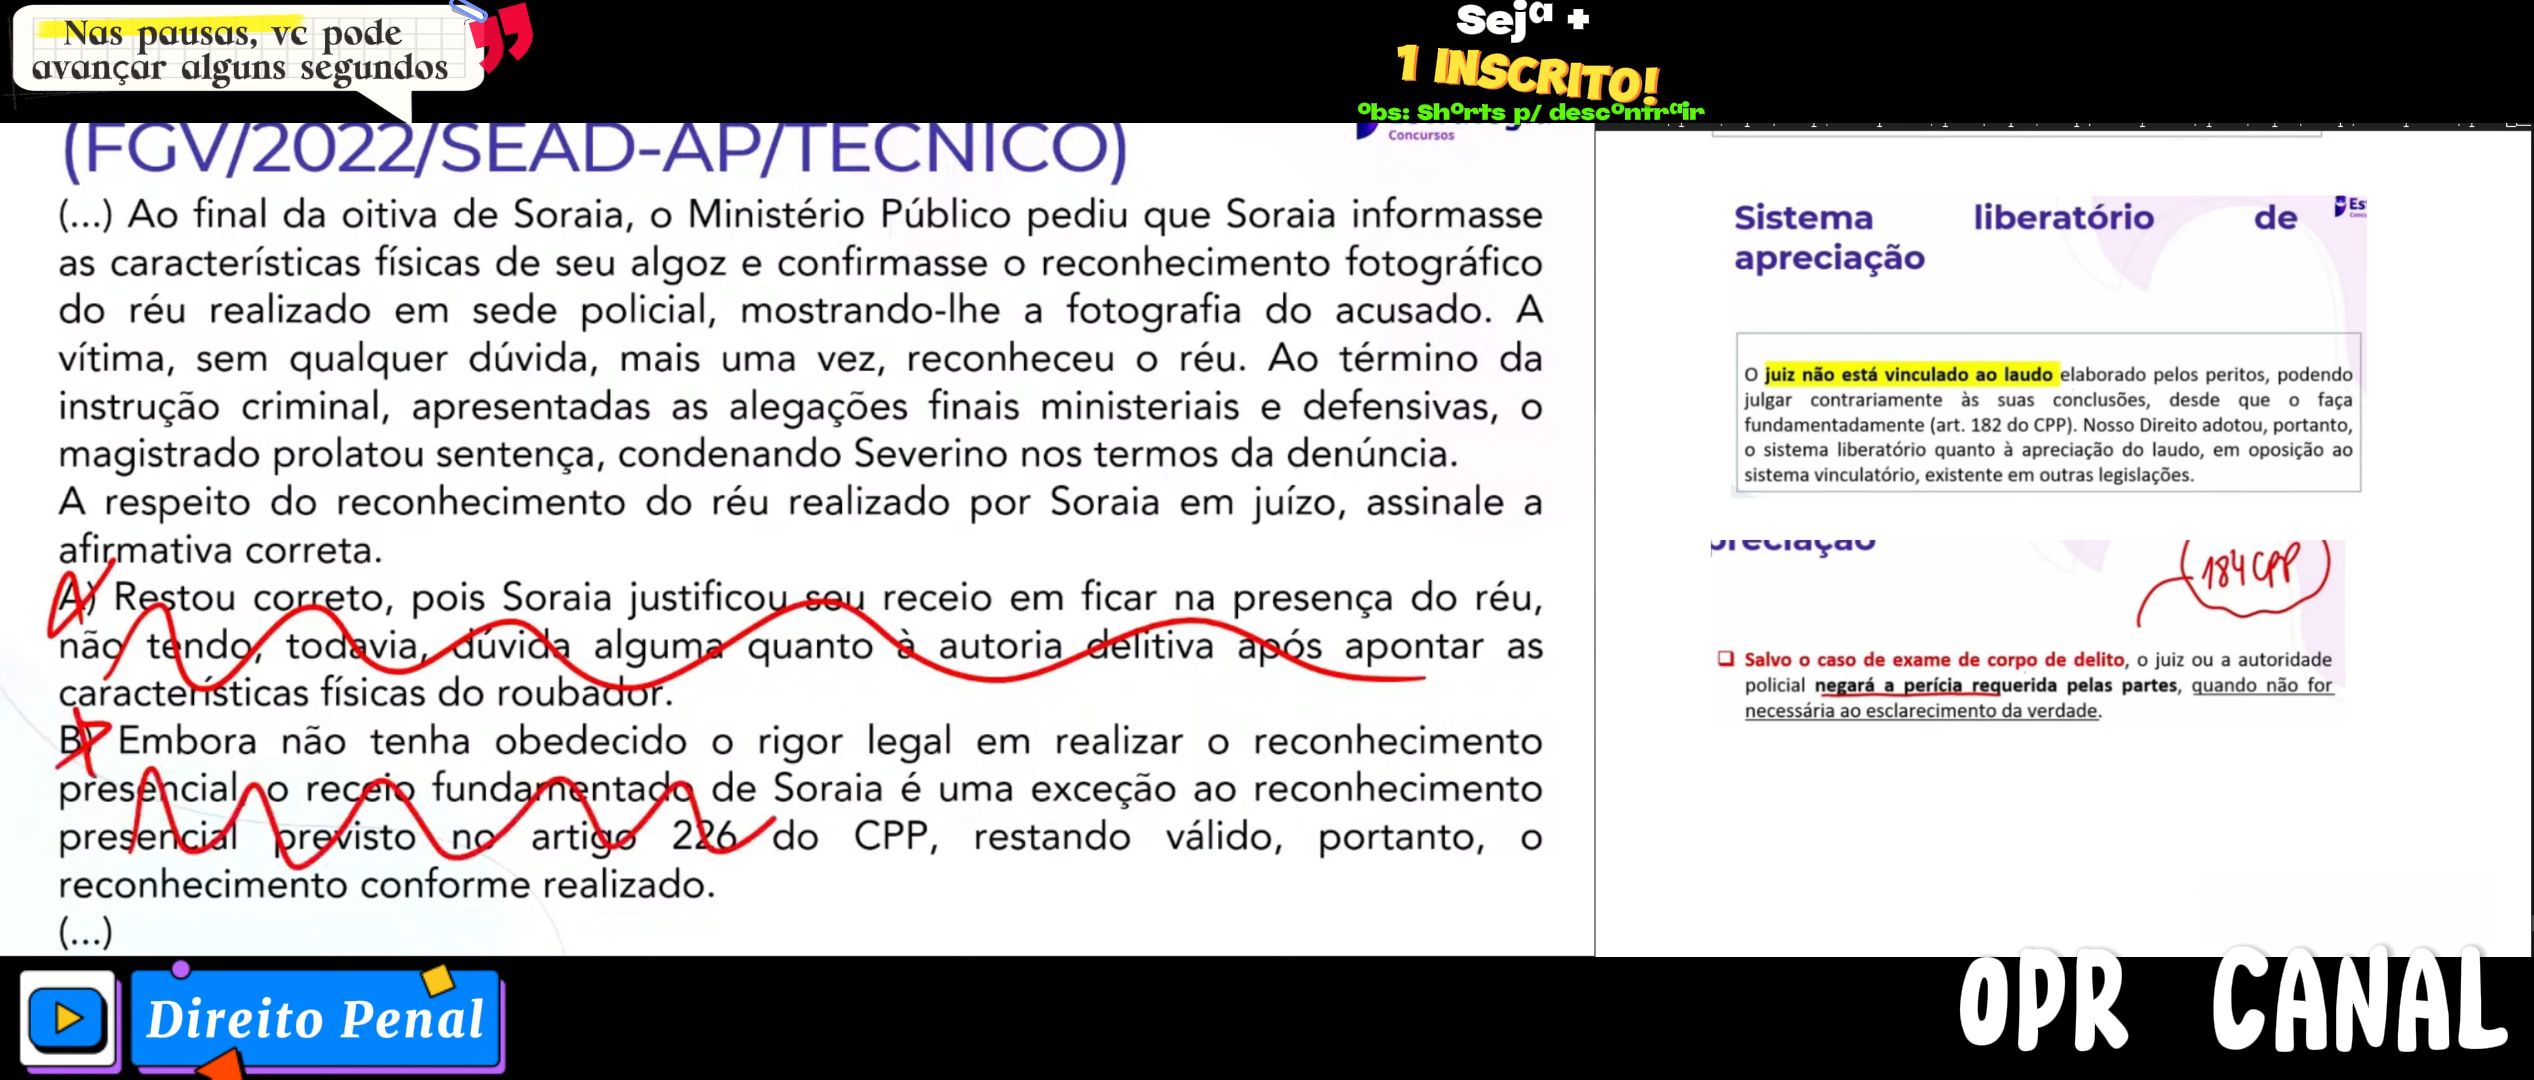 Nas pausas, vc pode
avançar alguns segundos
Seja +
1 INSCRITO!
Obs: Shorts p/ descontrair
(FGV/2022/SEAD-AP/TECNICO)
Concursos
(...) Ao final da oitiva de Soraia, o Ministério Público pediu que Soraia informasse
as características físicas de seu algoz e confirmasse o reconhecimento fotográfico
do réu realizado em sede policial, mostrando-lhe a fotografia do acusado. A
vítima, sem qualquer dúvida, mais uma vez, reconheceu o réu. Ao término da
instrução criminal, apresentadas as alegações finais ministeriais e defensivas, o
magistrado prolatou sentença, condenando Severino nos termos da denúncia.
A respeito do reconhecimento do réu realizado por Soraia em juízo, assinale a
afirmativa correta.
A) Restou correto, pois Soraia justificou seu receio em ficar na presença do réu,
não tendo, todavia, dúvida alguma quanto à autoria delitiva após apontar as
características físicas do roubador.
B) Embora não tenha obedecido o rigor legal em realizar o reconhecimento
presencial, o receio fundamentado de Soraia é uma exceção ao reconhecimento
presencial previsto no artigo 226 do CPP, restando válido, portanto, o
reconhecimento conforme realizado.
(...)
Sistema liberatório de
apreciação
O juiz não está vinculado ao laudo elaborado pelos peritos, podendo
julgar contrariamente às suas conclusões, desde que o faça
fundamentadamente (art. 182 do CPP). Nosso Direito adotou, portanto,
o sistema liberatório quanto à apreciação do laudo, em oposição ao
sistema vinculatório, existente em outras legislações.
preciação
184 CPP
Salvo o caso de exame de corpo de delito, o juiz ou a autoridade
policial negará a perícia requerida pelas partes, quando não for
necessária ao esclarecimento da verdade.
Direito Penal
OPR CANAL